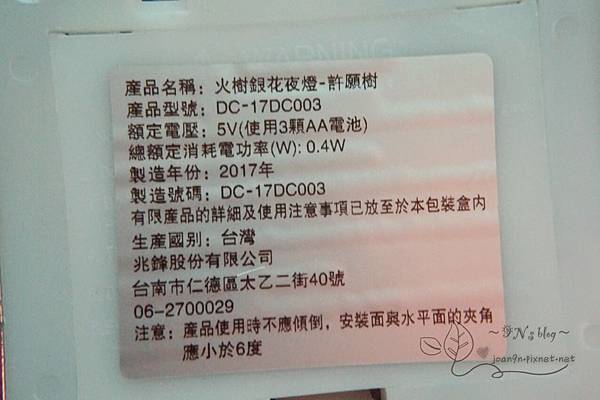 產品名稱：火樹銀花夜燈-許願樹
產品型號：DC-17DC003
額定電壓：5V(使用3顆AA電池)
總額定消耗電功率(W): 0.4W
製造年份：2017年
製造號碼：DC-17DC003
有限產品的詳細及使用注意事項已放至於本包裝盒內
生產國別：台灣
兆鋒股份有限公司
台南市仁德區太乙二街40號
06-2700029
注意：產品使用時不應傾倒，安裝面與水平面的夾角
應小於6度
N's blog~
joan9n.pixnet.net